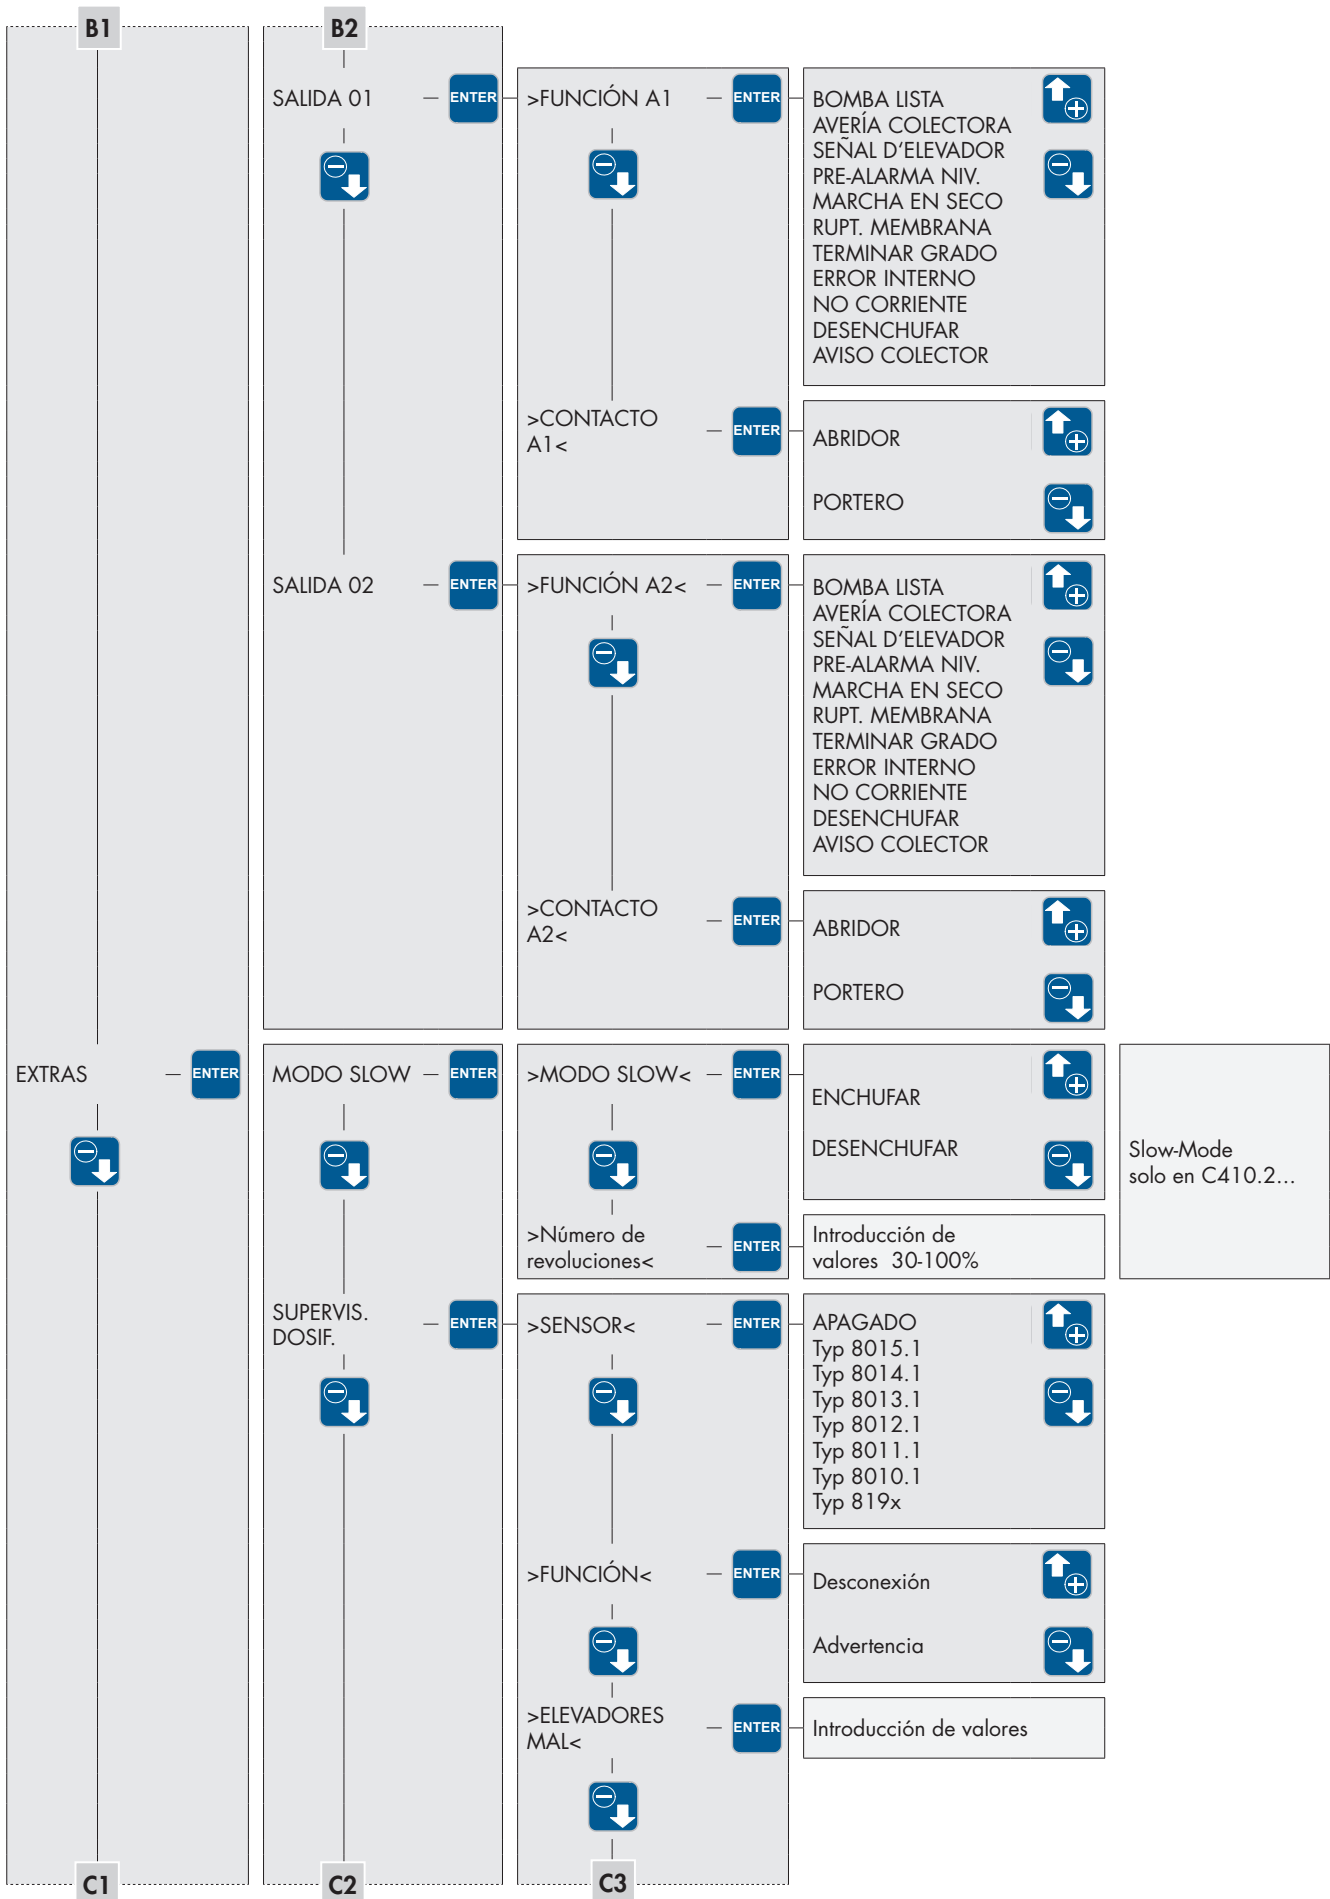 B1
B2
SALIDA 01
ENTER
>FUNCIÓN A1
ENTER
BOMBA LISTA
AVERÍA COLECTORA
SEÑAL D'ELEVADOR
PRE-ALARMA NIV.
MARCHA EN SECO
RUPT. MEMBRANA
TERMINAR GRADO
ERROR INTERNO
NO CORRIENTE
DESENCHUFAR
AVISO COLECTOR
>CONTACTO
A1<
ENTER
ABRIDOR
PORTERO
SALIDA 02
ENTER
>FUNCIÓN A2<
ENTER
BOMBA LISTA
AVERÍA COLECTORA
SEÑAL D'ELEVADOR
PRE-ALARMA NIV.
MARCHA EN SECO
RUPT. MEMBRANA
TERMINAR GRADO
ERROR INTERNO
NO CORRIENTE
DESENCHUFAR
AVISO COLECTOR
>CONTACTO
A2<
ENTER
ABRIDOR
PORTERO
EXTRAS
ENTER
MODO SLOW
ENTER
>MODO SLOW<
ENTER
ENCHUFAR
DESENCHUFAR
Slow-Mode
solo en C410.2...
>Número de
revoluciones<
ENTER
Introducción de
valores 30-100%
SUPERVIS.
DOSIF.
ENTER
>SENSOR<
ENTER
APAGADO
Typ 8015.1
Typ 8014.1
Typ 8013.1
Typ 8012.1
Typ 8011.1
Typ 8010.1
Typ 819x
>FUNCIÓN<
ENTER
Desconexión
Advertencia
>ELEVADORES
MAL<
ENTER
Introducción de valores
C1
C2
C3